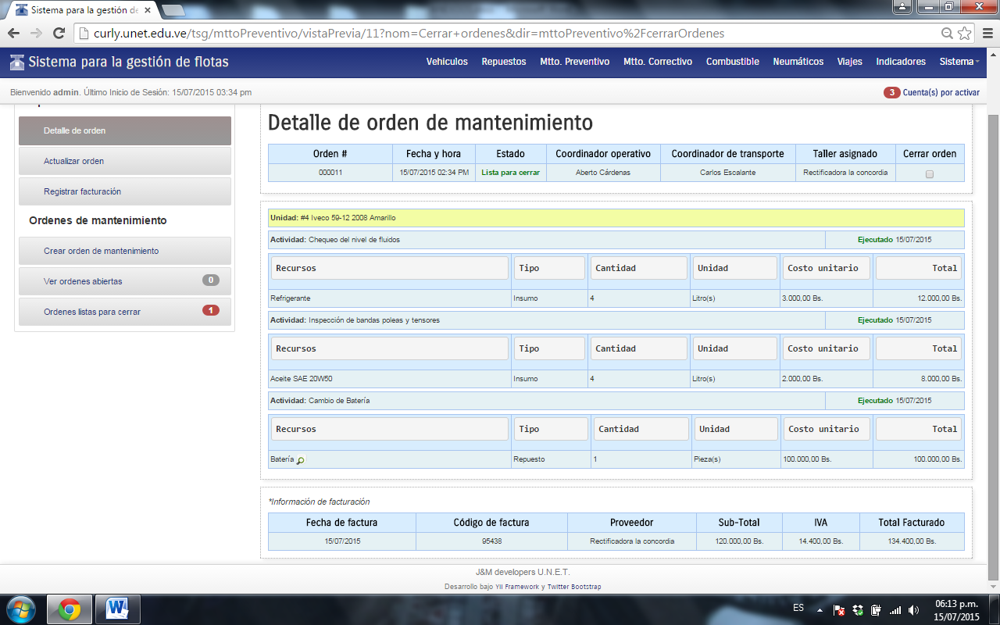 Sistema para la gestión de
curly.unet.edu.ve/tsg/mttoPreventivo/vistaPrevia/11?nom=Cerrar+ordenes&dir=mttoPreventivo%2FcerrarOrdenes
Sistema para la gestión de flotas
Vehiculos Repuestos Mtto. Preventivo Mtto. Correctivo Combustible Neumáticos Viajes Indicadores Sistema
Bienvenido admin. Último Inicio de Sesión: 15/07/2015 03:34 pm
3 Cuenta(s) por activar
Detalle de orden
Actualizar orden
Registrar facturación
Ordenes de mantenimiento
Crear orden de mantenimiento
Ver ordenes abiertas 0
Ordenes listas para cerrar 1
Detalle de orden de mantenimiento
Orden # Fecha y hora Estado Coordinador operativo Coordinador de transporte Taller asignado Cerrar orden
000011 15/07/2015 02:34 PM Lista para cerrar Aberto Cárdenas Carlos Escalante Rectificadora la concordia
Unidad: #4 Iveco 59-12 2008 Amarillo
Actividad: Chequeo del nivel de fluidos Ejecutado 15/07/2015
Recursos Tipo Cantidad Unidad Costo unitario Total
Refrigerante Insumo 4 Litro(s) 3.000,00 Bs. 12.000,00 Bs.
Actividad: Inspección de bandas poleas y tensores Ejecutado 15/07/2015
Recursos Tipo Cantidad Unidad Costo unitario Total
Aceite SAE 20W50 Insumo 4 Litro(s) 2.000,00 Bs. 8.000,00 Bs.
Actividad: Cambio de Batería Ejecutado 15/07/2015
Recursos Tipo Cantidad Unidad Costo unitario Total
Batería Repuesto 1 Pieza(s) 100.000,00 Bs. 100.000,00 Bs.
*Información de facturación
Fecha de factura Código de factura Proveedor Sub-Total IVA Total Facturado
15/07/2015 95438 Rectificadora la concordia 120.000,00 Bs. 14.400,00 Bs. 134.400,00 Bs.
J&M developers U.N.E.T.
Desarrollo bajo Yii Framework y Twitter Bootstrap
ES
06:13 p.m.
15/07/2015